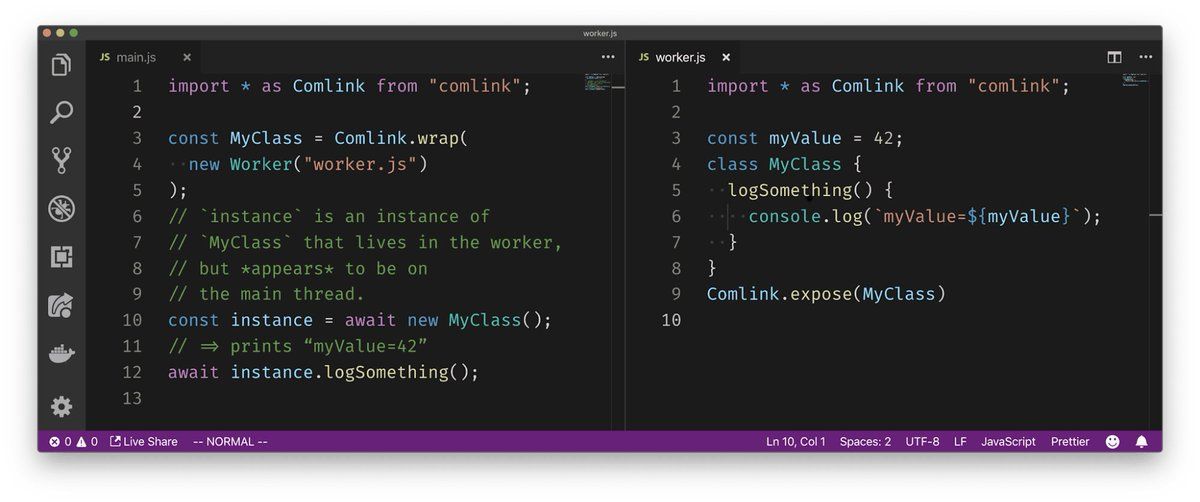 worker.js
JS main.js ×
1 import * as Comlink from "comlink";
2
3 const MyClass = Comlink.wrap(
4 new Worker("worker.js")
5 );
6 // `instance` is an instance of
7 // `MyClass` that lives in the worker,
8 // but *appears* to be on
9 // the main thread.
10 const instance = await new MyClass();
11 // => prints “myValue=42”
12 await instance.logSomething();
13
JS worker.js ×
1 import * as Comlink from "comlink";
2
3 const myValue = 42;
4 class MyClass {
5 logSomething() {
6 console.log(`myValue=${myValue}`);
7 }
8 }
9 Comlink.expose(MyClass)
10
0 0 Live Share -- NORMAL -- Ln 10, Col 1 Spaces: 2 UTF-8 LF JavaScript Prettier